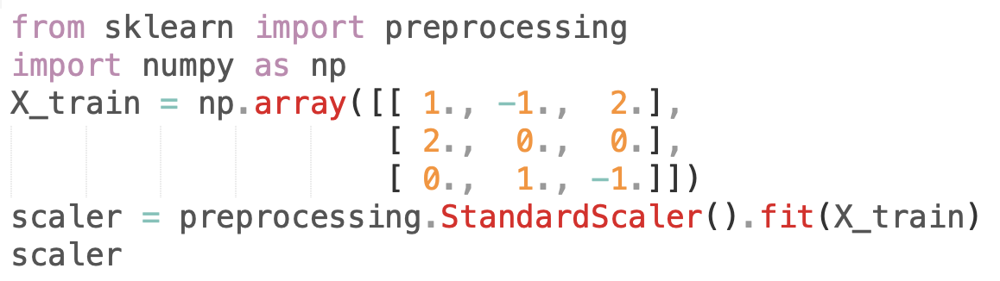 from sklearn import preprocessing
import numpy as np
X_train = np.array([[ 1., -1.,  2.],
                    [ 2.,  0.,  0.],
                    [ 0.,  1., -1.]])
scaler = preprocessing.StandardScaler().fit(X_train)
scaler